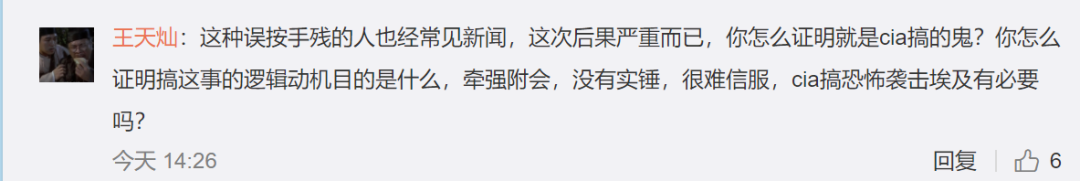 王天灿：这种误按手残的人也经常见新闻，这次后果严重而已，你怎么证明就是cia搞的鬼？你怎么
证明搞这事的逻辑动机目的是什么，牵强附会，没有实锤，很难信服，cia搞恐怖袭击埃及有必要
吗？
今天 14:26 回复 6